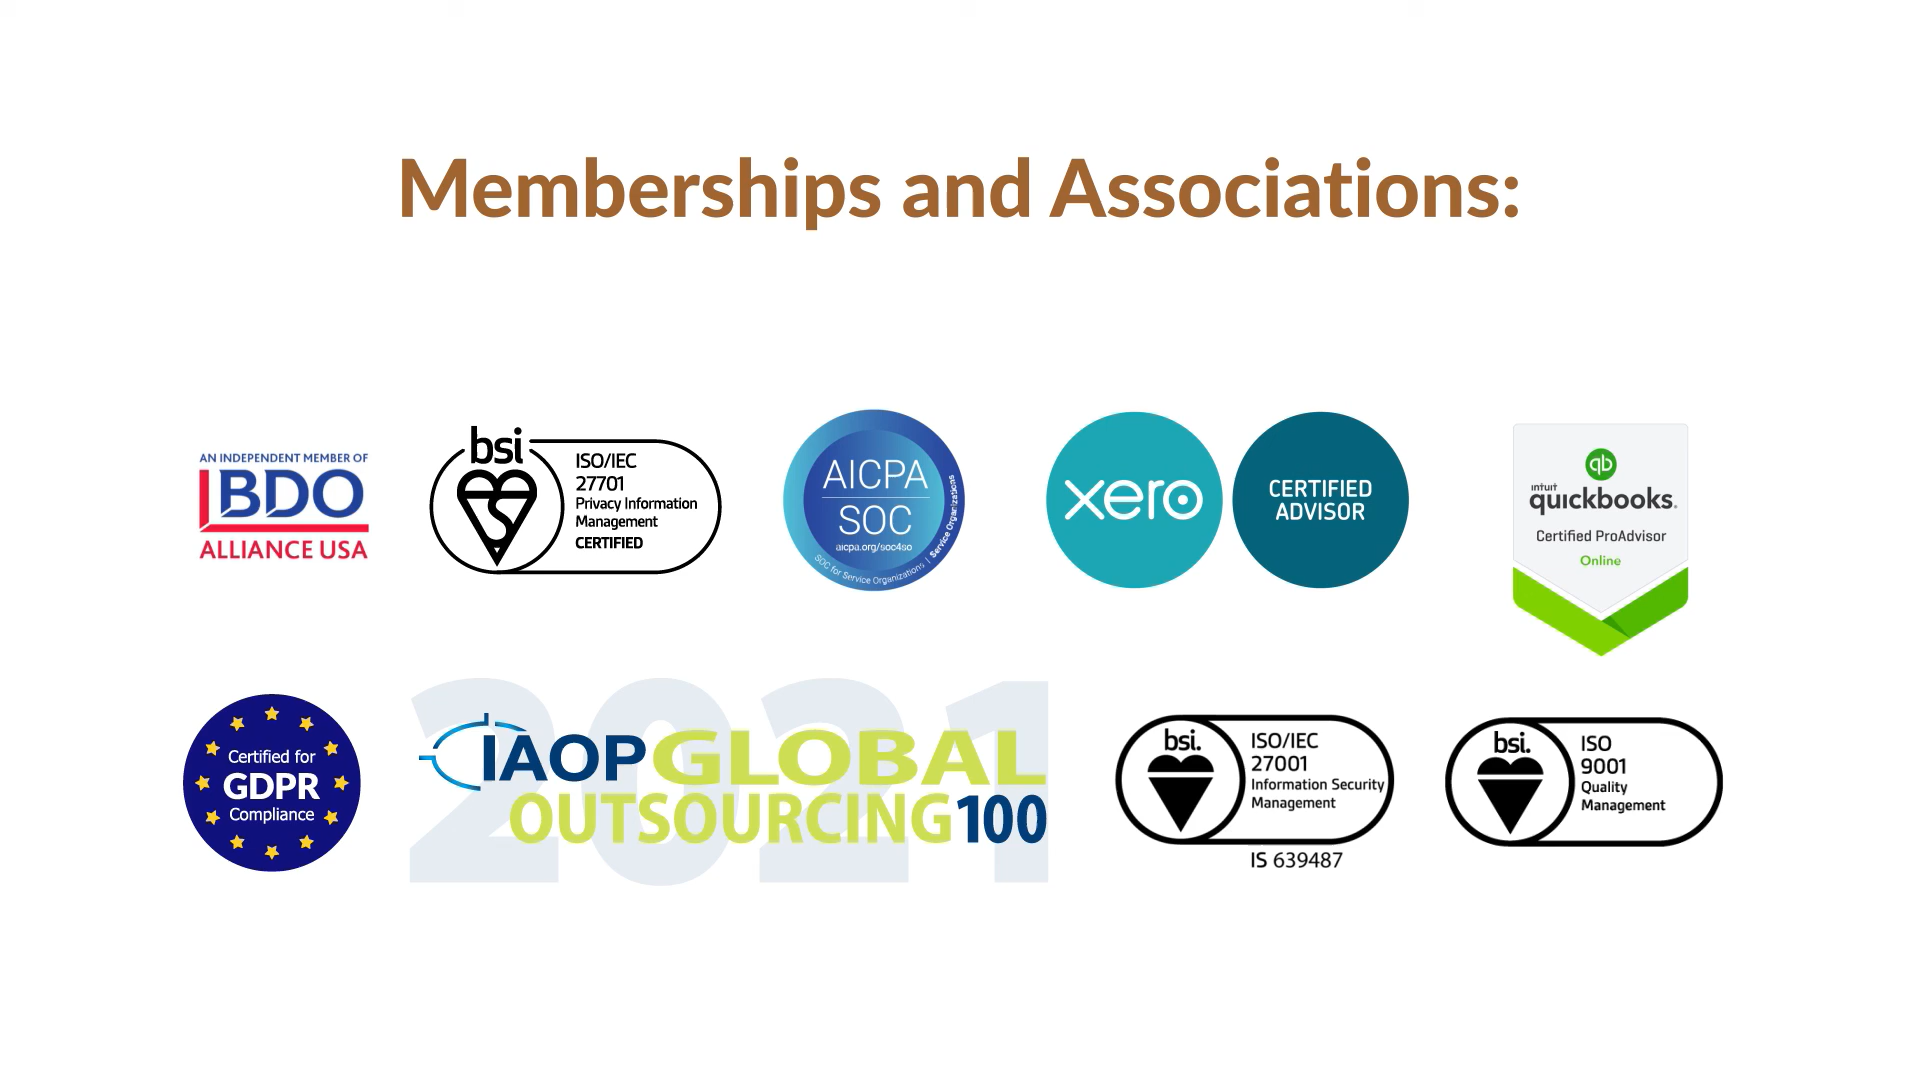 Memberships and Associations:
AN INDEPENDENT MEMBER OF
BDO
ALLIANCE USA
bsi
ISO/IEC
27701
Privacy Information
Management
CERTIFIED
AICPA
SOC
aicpa.org/soc4so
SOC for Service Organizations | Service Organizations
xero
CERTIFIED
ADVISOR
qb
intuit
quickbooks.
Certified ProAdvisor
Online
Certified for
GDPR
Compliance
2021
IAOP GLOBAL
OUTSOURCING 100
bsi.
ISO/IEC
27001
Information Security
Management
IS 639487
bsi.
ISO
9001
Quality
Management